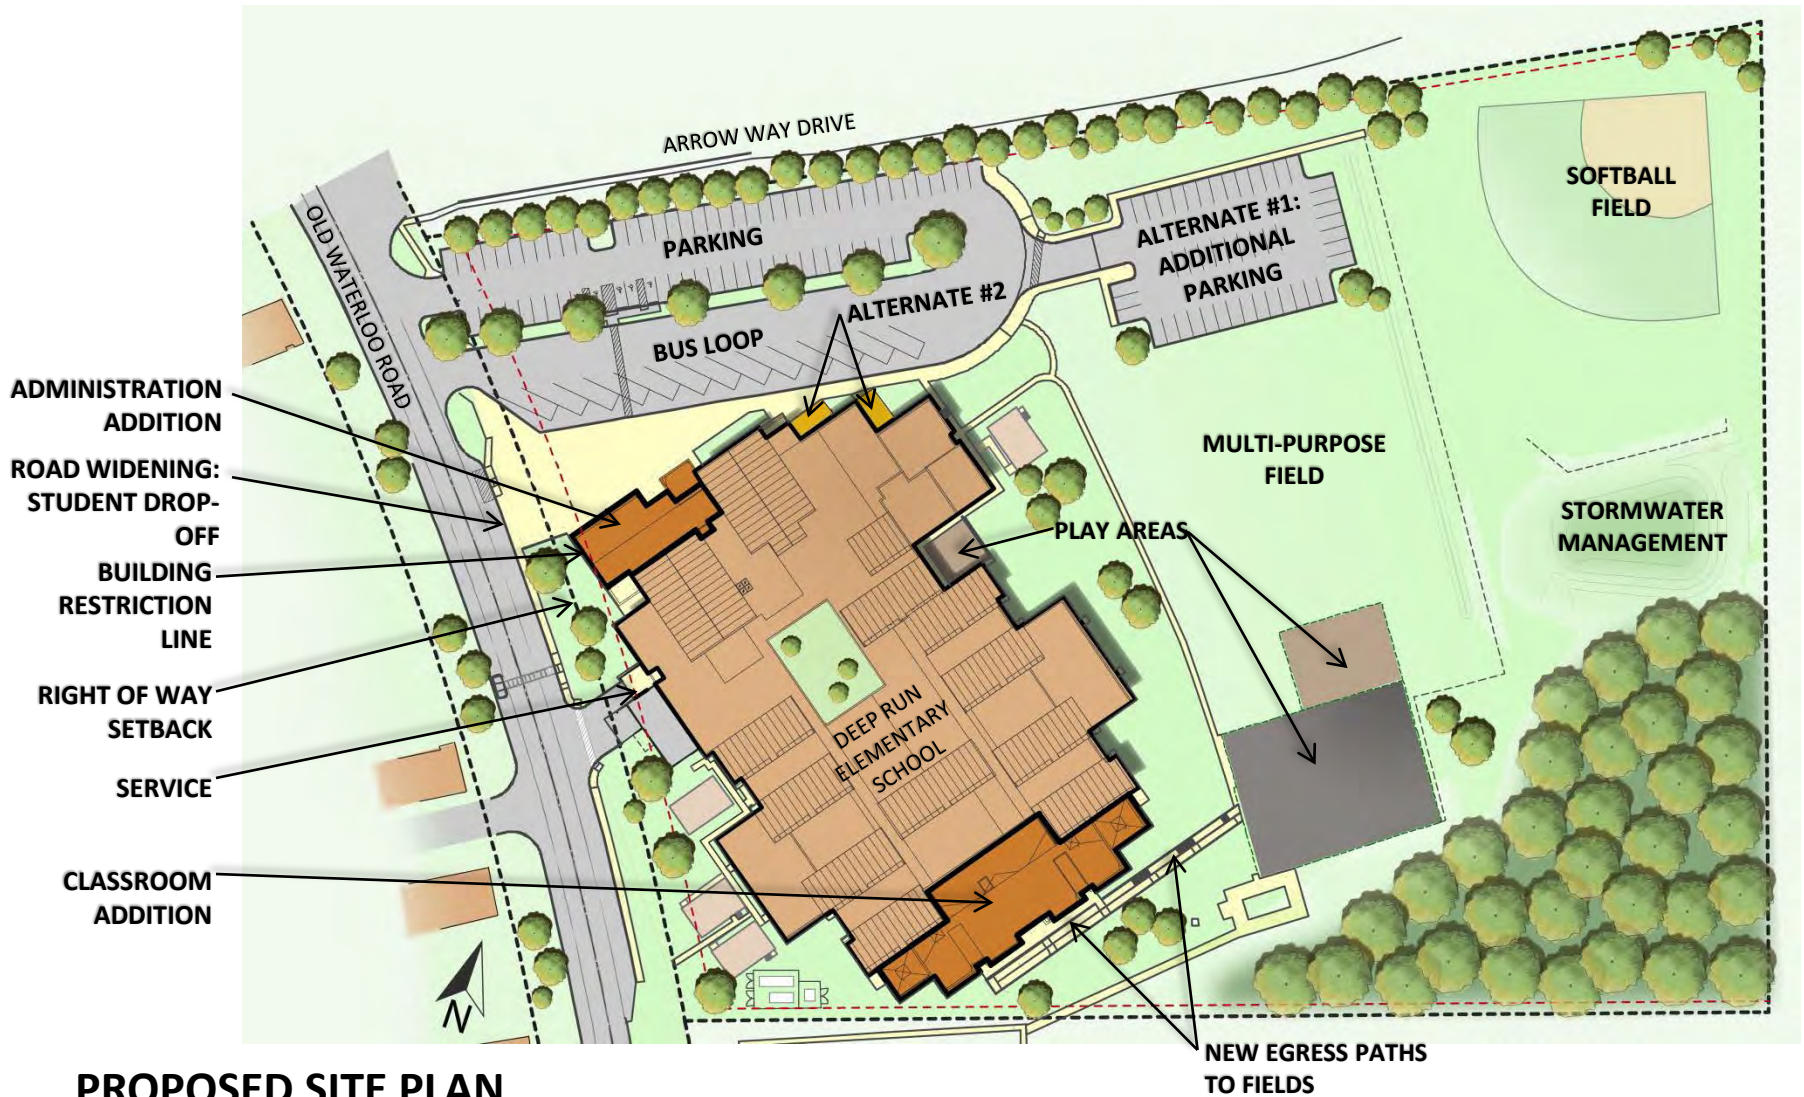 ARROW WAY DRIVE
OLD WATERLOO ROAD
PARKING
ALTERNATE #1:
ADDITIONAL
PARKING
SOFTBALL
FIELD
ALTERNATE #2
BUS LOOP
ADMINISTRATION
ADDITION
ROAD WIDENING:
STUDENT DROP-
OFF
BUILDING
RESTRICTION
LINE
RIGHT OF WAY
SETBACK
SERVICE
CLASSROOM
ADDITION
MULTI-PURPOSE
FIELD
PLAY AREAS
STORMWATER
MANAGEMENT
DEEP RUN
ELEMENTARY
SCHOOL
N
NEW EGRESS PATHS
TO FIELDS
PROPOSED SITE PLAN